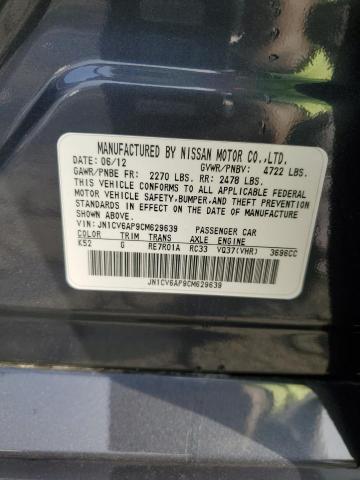 MANUFACTURED BY NISSAN MOTOR CO.,LTD.
DATE: 06/12 GVWR/PNBV: 4722 LBS.
GAWR/PNBE FR: 2270 LBS. RR: 2478 LBS.
THIS VEHICLE CONFORMS TO ALL APPLICABLE FEDERAL
MOTOR VEHICLE SAFETY, BUMPER, AND THEFT PREVENTION
STANDARDS IN EFFECT ON THE DATE OF MANUFACTURE
SHOWN ABOVE.
VIN: JN1CV6AP9CM629639 PASSENGER CAR
COLOR TRIM TRANS AXLE ENGINE
K52 G RE7R01A RC33 VQ37(VHR) 3696CC
JN1CV6AP9CM629639